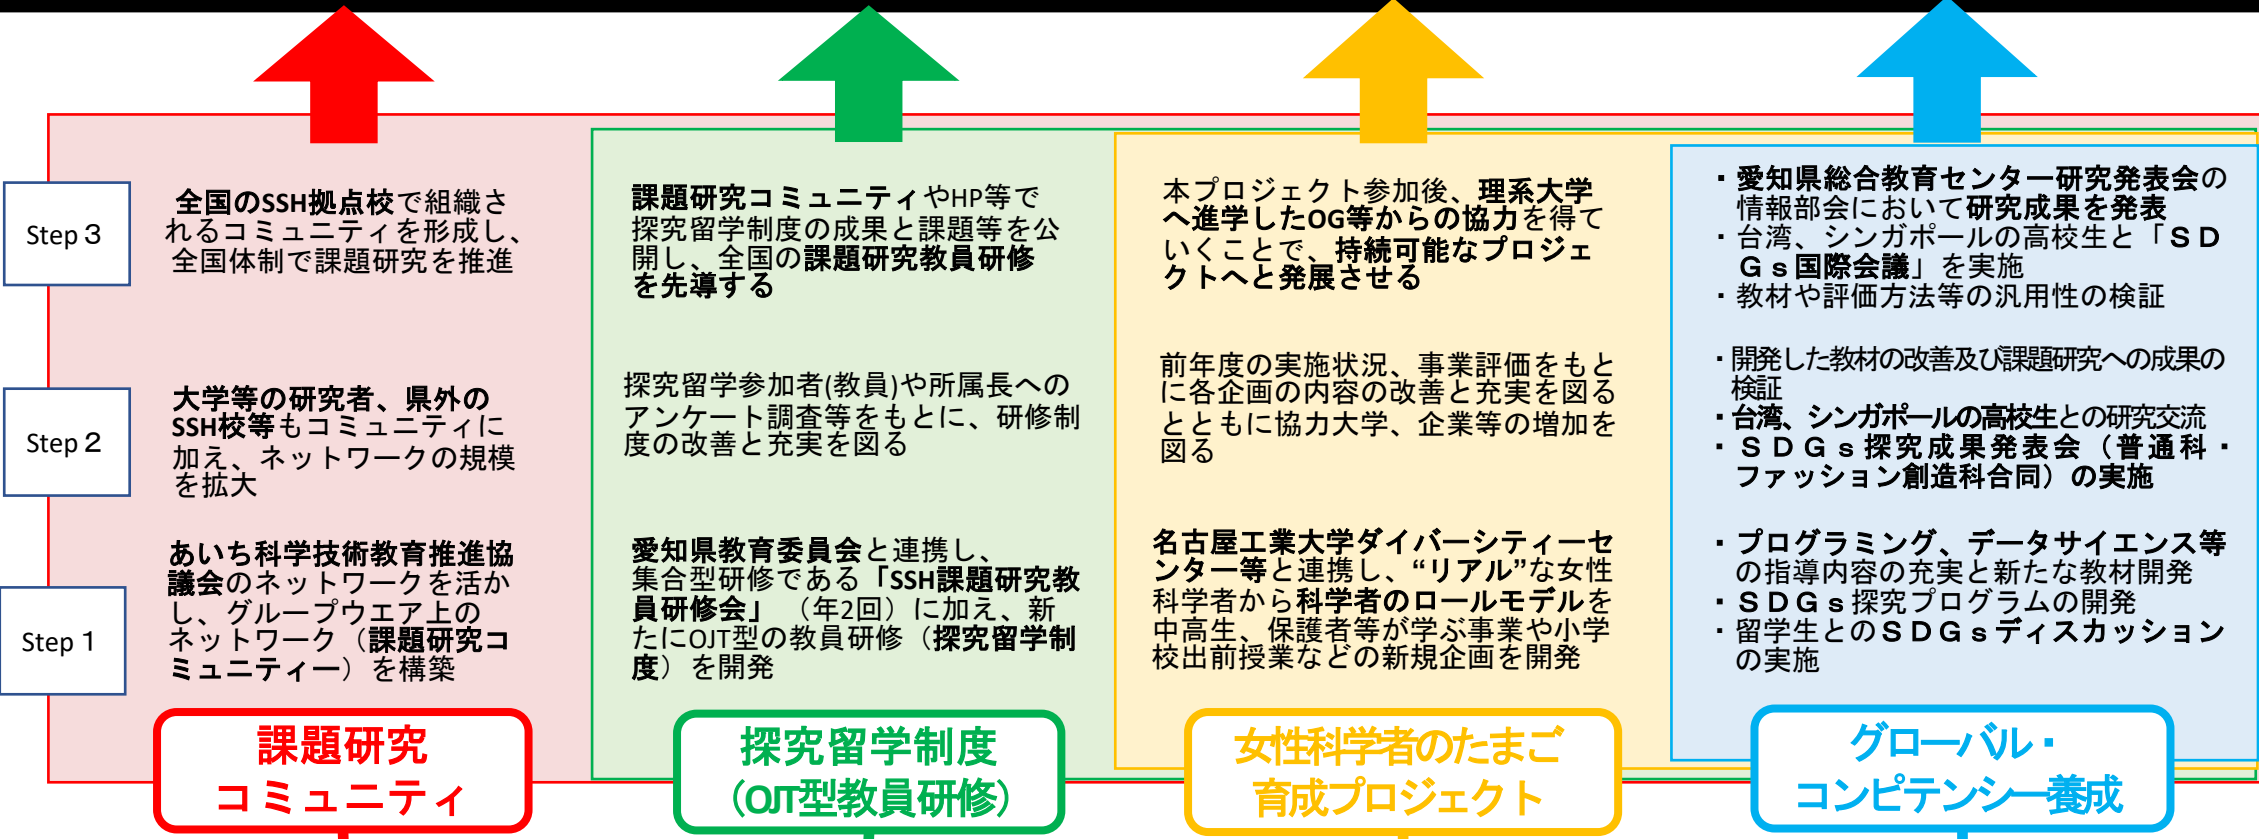 Step 3
全国のSSH拠点校で組織さ
れるコミュニティを形成し、
全国体制で課題研究を推進
課題研究コミュニティやHP等で
探究留学制度の成果と課題等を公
開し、全国の課題研究教員研修
を先導する
本プロジェクト参加後、理系大学
へ進学したOG等からの協力を得て
いくことで、持続可能なプロジェ
クトへと発展させる
・愛知県総合教育センター研究発表会の
情報部会において研究成果を発表
・台湾、シンガポールの高校生と「ＳＤ
Ｇｓ国際会議」を実施
・教材や評価方法等の汎用性の検証
Step 2
大学等の研究者、県外の
SSH校等もコミュニティに
加え、ネットワークの規模
を拡大
探究留学参加者(教員)や所属長への
アンケート調査等をもとに、研修制
度の改善と充実を図る
前年度の実施状況、事業評価をもと
に各企画の内容の改善と充実を図る
とともに協力大学、企業等の増加を
図る
・開発した教材の改善及び課題研究への成果の
検証
・台湾、シンガポールの高校生との研究交流
・ＳＤＧｓ探究成果発表会（普通科・
ファッション創造科合同）の実施
Step 1
あいち科学技術教育推進協
議会のネットワークを活か
し、グループウエア上の
ネットワーク（課題研究コ
ミュニティー）を構築
愛知県教育委員会と連携し、
集合型研修である「SSH課題研究教
員研修会」（年2回）に加え、新
たにOJT型の教員研修（探究留学制
度）を開発
名古屋工業大学ダイバーシティーセ
ンター等と連携し、“リアル”な女性
科学者から科学者のロールモデルを
中高生、保護者等が学ぶ事業や小学
校出前授業などの新規企画を開発
・プログラミング、データサイエンス等
の指導内容の充実と新たな教材開発
・ＳＤＧｓ探究プログラムの開発
・留学生とのＳＤＧｓディスカッション
の実施
課題研究
コミュニティ
探究留学制度
（OJT型教員研修）
女性科学者のたまご
育成プロジェクト
グローバル・
コンピテンシー養成